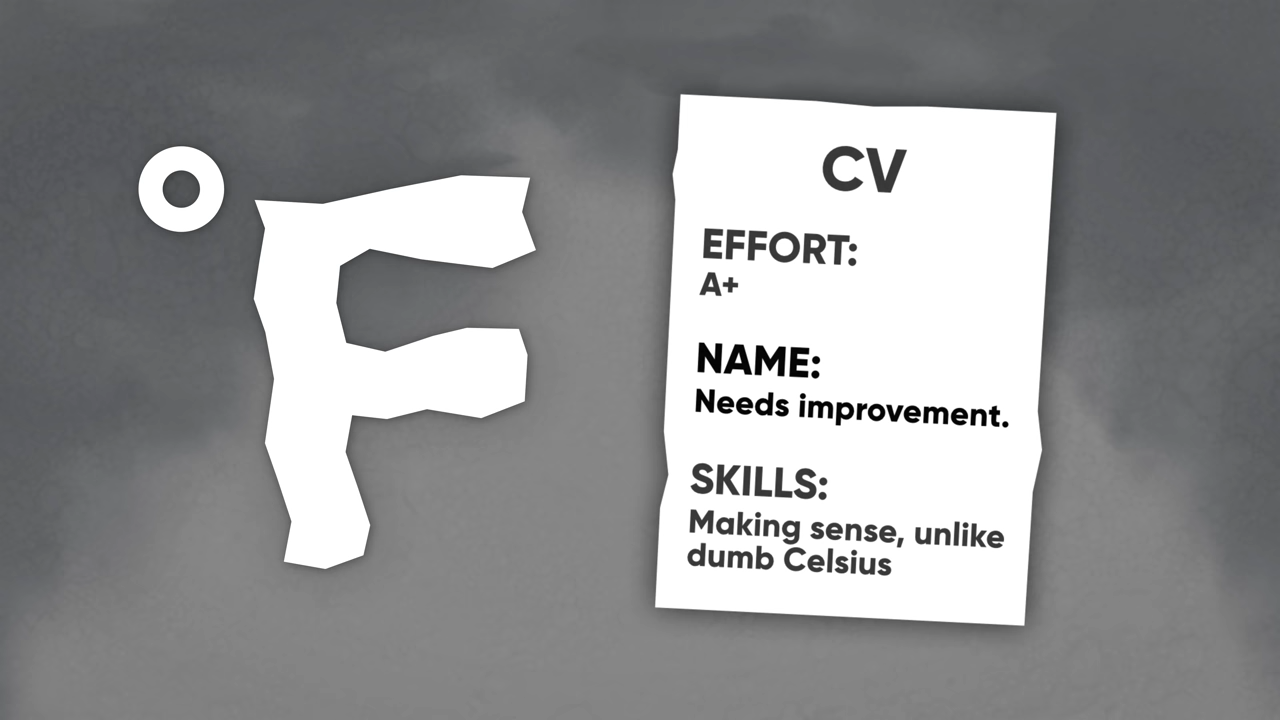 °F
CV
EFFORT:
A+
NAME:
Needs improvement.
SKILLS:
Making sense, unlike
dumb Celsius